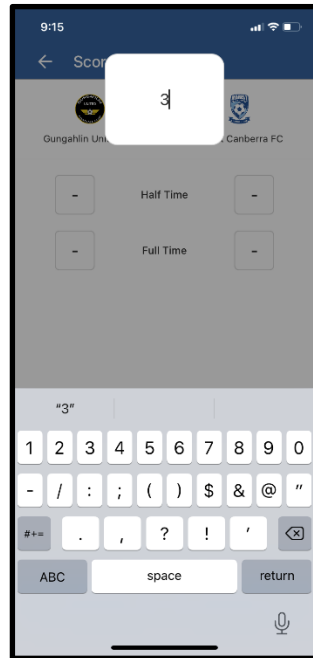 9:15
← Scor
3
Gungahlin Uni
. Canberra FC
- Half Time -
- Full Time -
"3"
1 2 3 4 5 6 7 8 9 0
- / : ; ( ) $ & @ "
#+= . , ? ! '
ABC space return